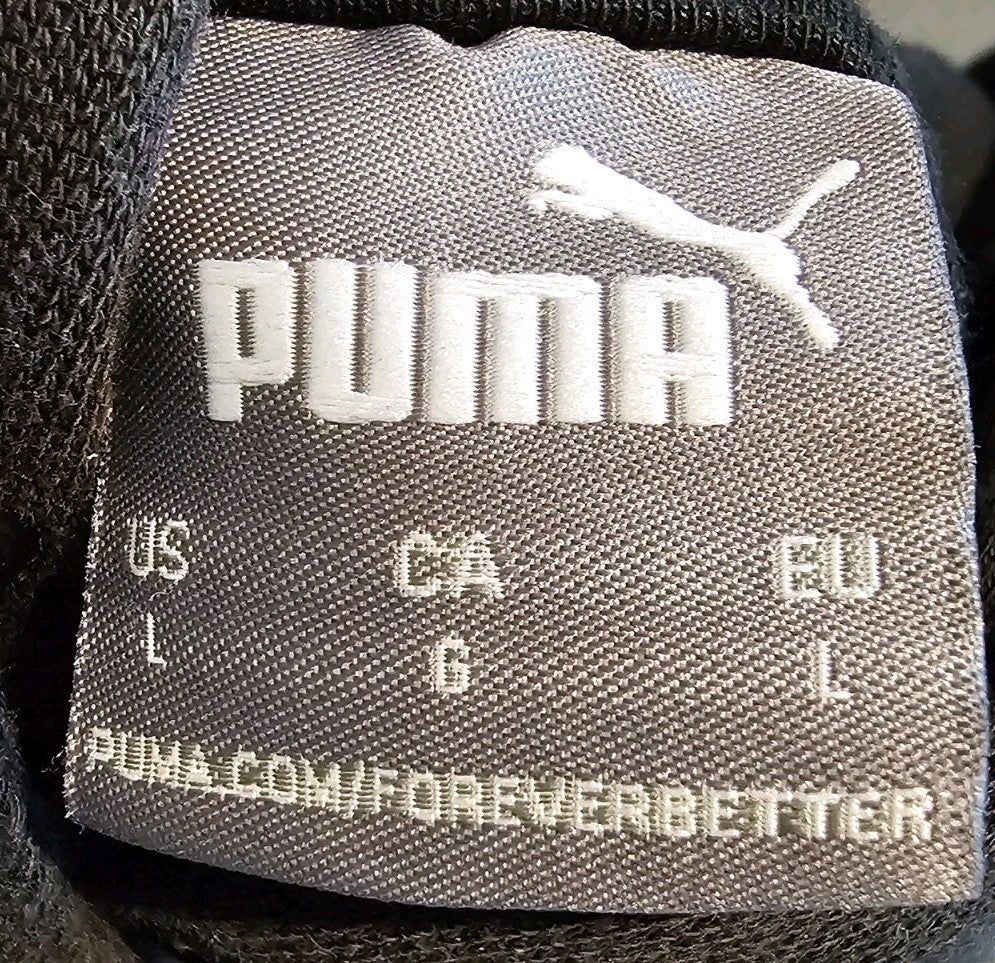 PUMA
US CA EU
L G L
PUMA.COM/FOREVERBETTER